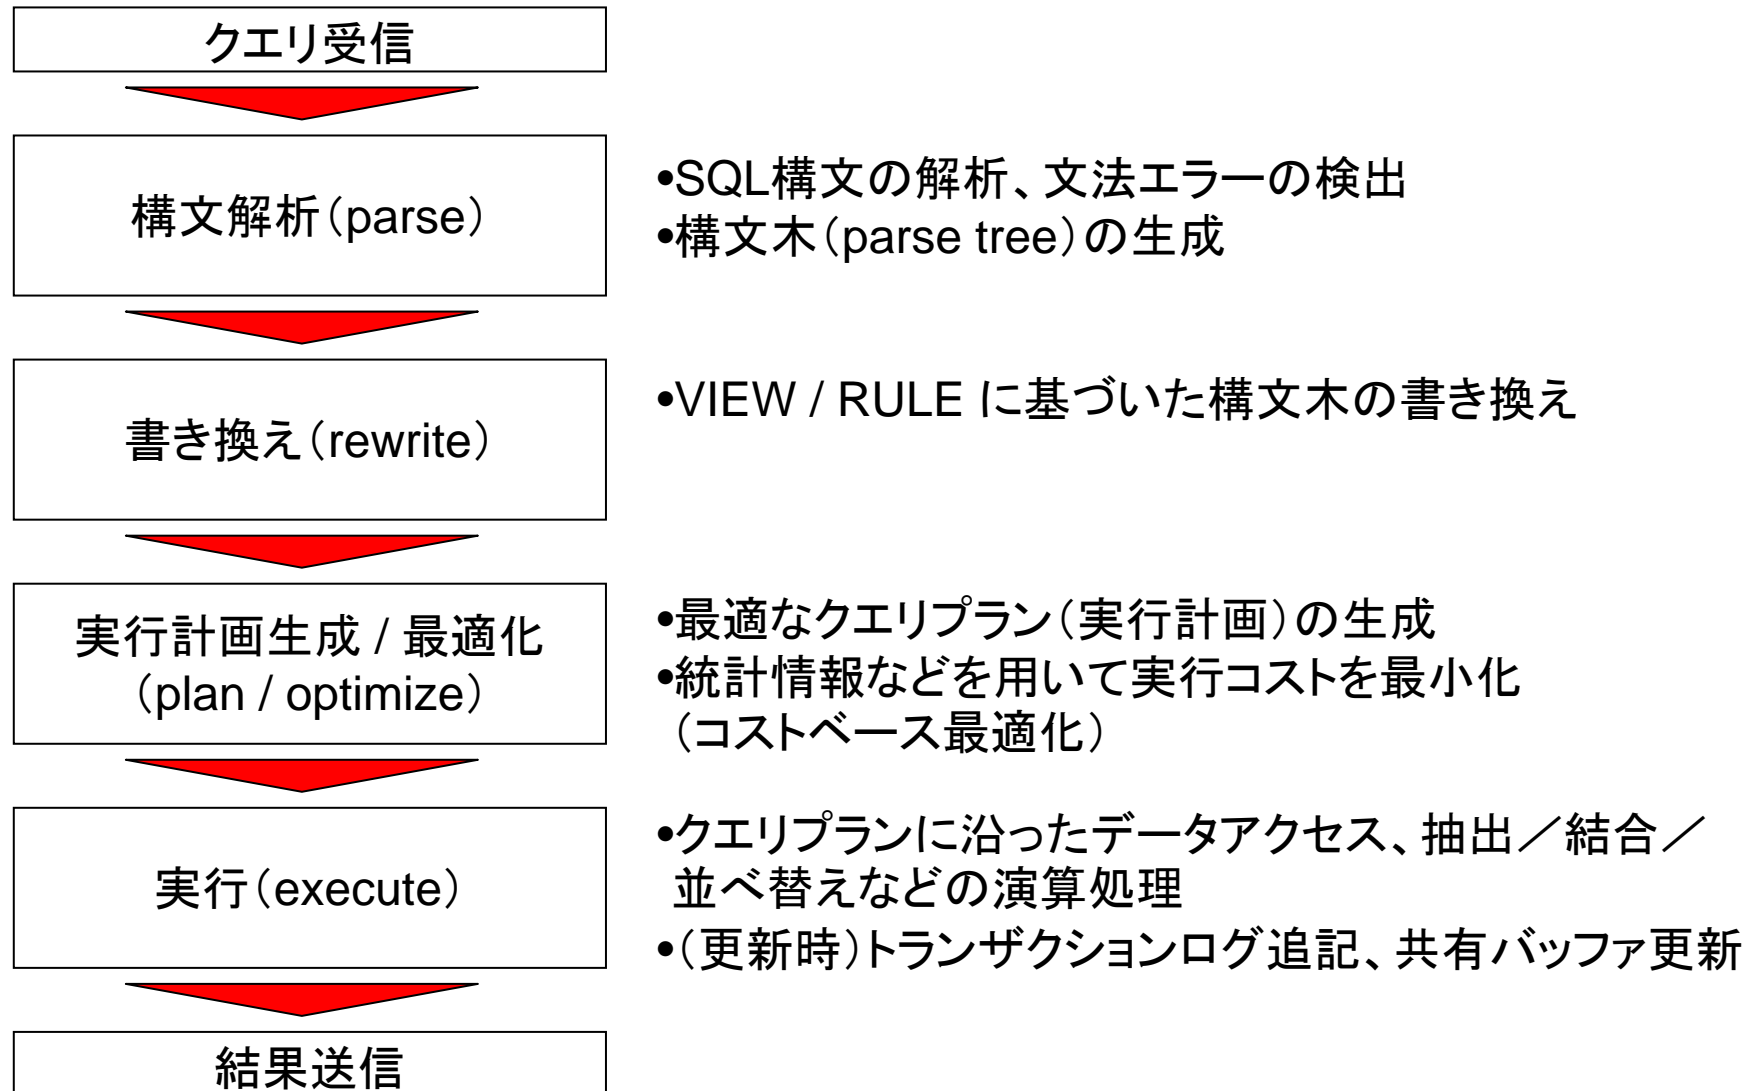 クエリ受信
構文解析（parse）
•SQL構文の解析、文法エラーの検出
•構文木（parse tree）の生成
書き換え（rewrite）
•VIEW / RULE に基づいた構文木の書き換え
実行計画生成 / 最適化
（plan / optimize）
•最適なクエリプラン（実行計画）の生成
•統計情報などを用いて実行コストを最小化
（コストベース最適化）
実行（execute）
•クエリプランに沿ったデータアクセス、抽出／結合／
並べ替えなどの演算処理
•（更新時）トランザクションログ追記、共有バッファ更新
結果送信